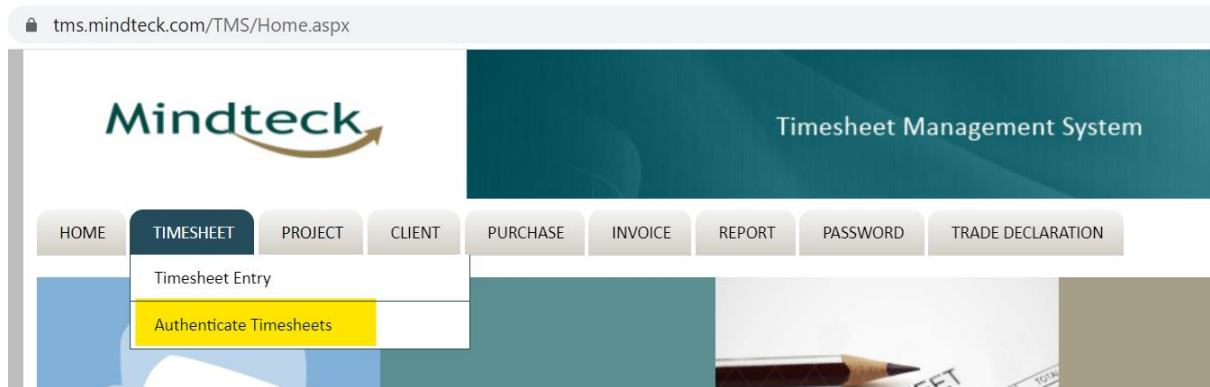 tms.mindteck.com/TMS/Home.aspx
Mindteck
Timesheet Management System
HOME TIMESHEET PROJECT CLIENT PURCHASE INVOICE REPORT PASSWORD TRADE DECLARATION
Timesheet Entry
Authenticate Timesheets
TOTAL